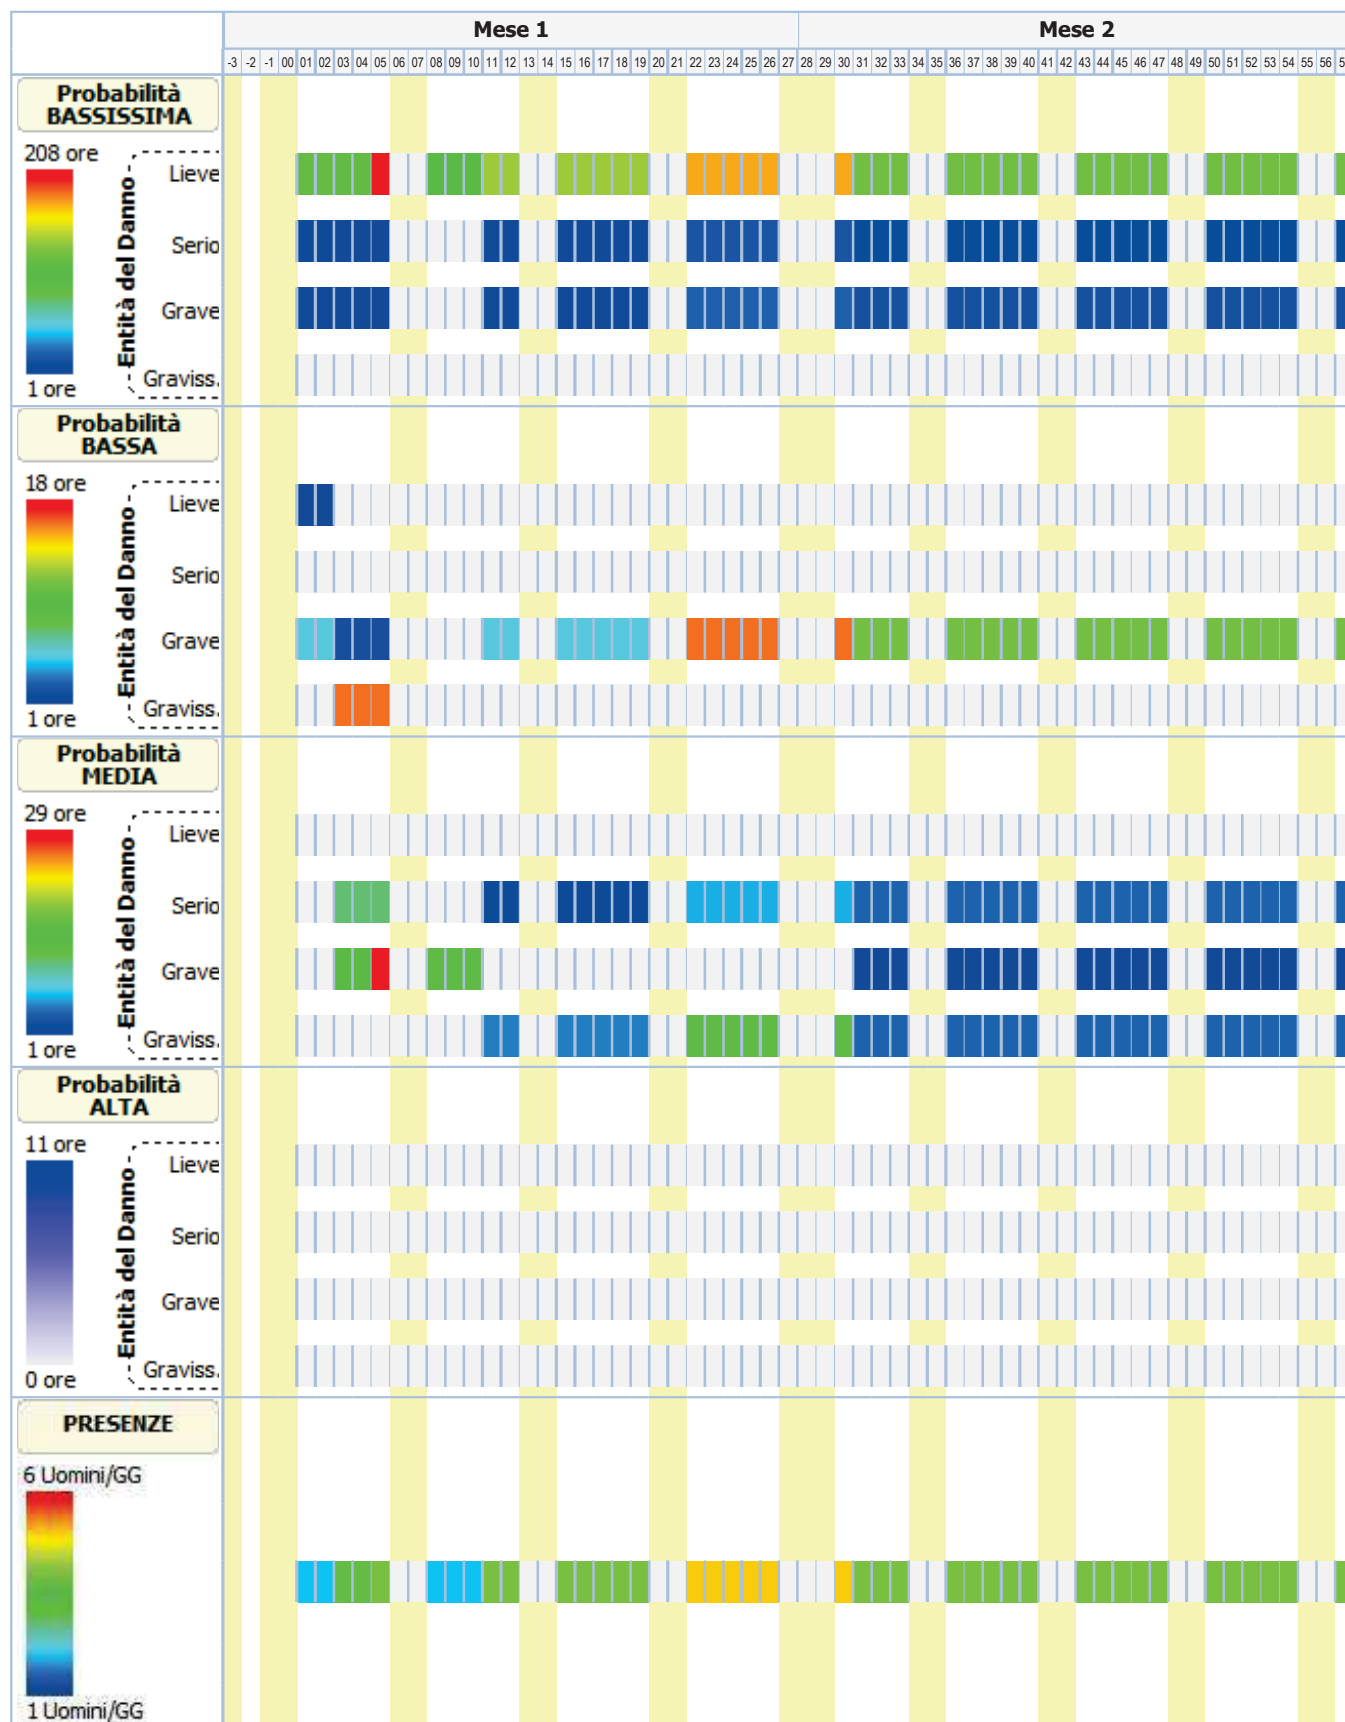 Mese 1 Mese 2
-3 -2 -1 00 01 02 03 04 05 06 07 08 09 10 11 12 13 14 15 16 17 18 19 20 21 22 23 24 25 26 27 28 29 30 31 32 33 34 35 36 37 38 39 40 41 42 43 44 45 46 47 48 49 50 51 52 53 54 55 56
Probabilità
BASSISSIMA
208 ore
Entità del Danno
Lieve
Serio
Grave
Graviss.
1 ore
Probabilità
BASSA
18 ore
Entità del Danno
Lieve
Serio
Grave
Graviss.
1 ore
Probabilità
MEDIA
29 ore
Entità del Danno
Lieve
Serio
Grave
Graviss.
1 ore
Probabilità
ALTA
11 ore
Entità del Danno
Lieve
Serio
Grave
Graviss.
0 ore
PRESENZE
6 Uomini/GG
1 Uomini/GG